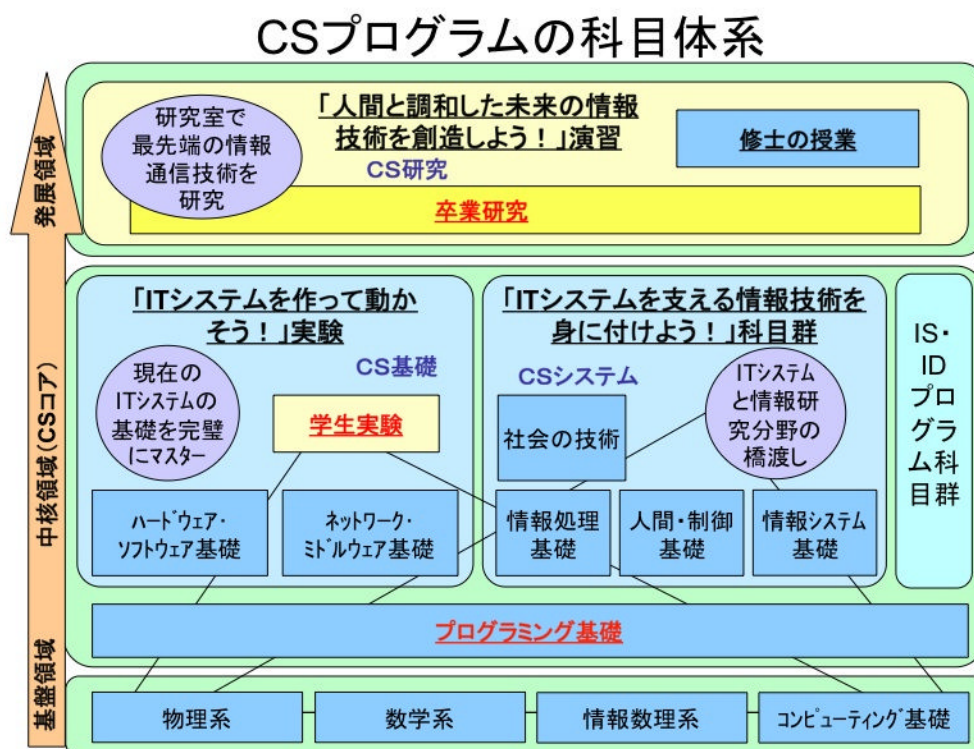 CSプログラムの科目体系
発展領域
研究室で
最先端の情報
通信技術を
研究
「人間と調和した未来の情報
技術を創造しよう！」演習
CS研究
修士の授業
卒業研究
中核領域(CSコア)
「ITシステムを作って動か
そう！」実験
CS基礎
現在の
ITシステムの
基礎を完璧
にマスター
学生実験
ハードウェア・
ソフトウェア基礎
ネットワーク・
ミドルウェア基礎
「ITシステムを支える情報技術を
身に付けよう！」科目群
CSシステム
社会の技術
ITシステム
と情報研
究分野の
橋渡し
情報処理
基礎
人間・制御
基礎
情報システム
基礎
IS・
ID
プロ
グラ
ム科
目群
プログラミング基礎
基盤領域
物理系
数学系
情報数理系
コンピューティング基礎